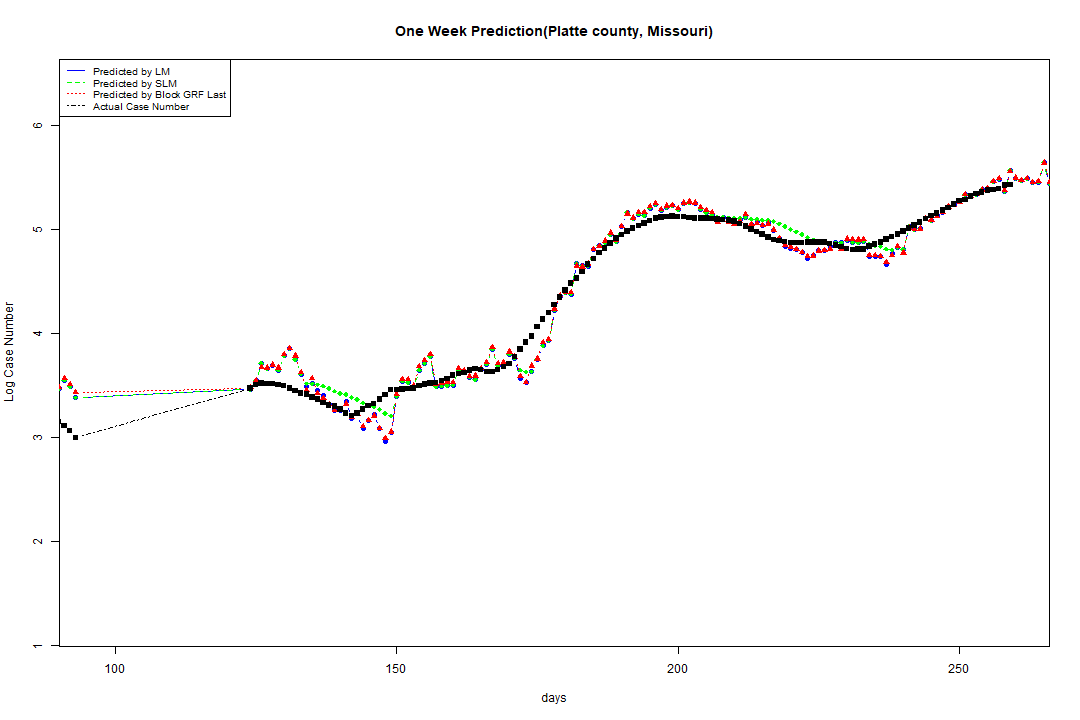 One Week Prediction(Platte county, Missouri)
Predicted by LM
Predicted by SLM
Predicted by Block GRF Last
Actual Case Number
Log Case Number
6
5
4
3
2
1
100 150 200 250
days